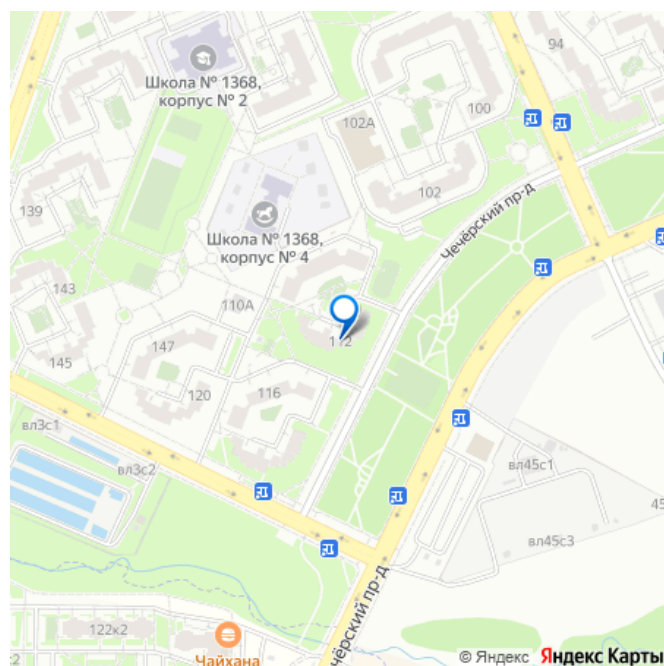 94
Школа № 1368,
корпус № 2
100
102А
102
Чечёрский пр-д
139
Школа № 1368,
корпус № 4
143
110А
147
112
145
116
120
вл3с1
вл3с2
вл45с1
45
вл45с3
122к2
Чайхана
чёрский пр-д
© Яндекс Яндекс Карты